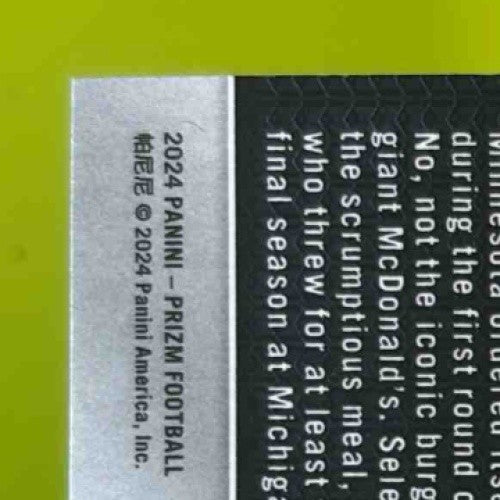 during the first round
No, not the iconic burg
giant McDonald's. Sele
the scrumptious meal,
who threw for at least
final season at Michiga
2024 PANINI – PRIZM FOOTBALL
帕尼尼 © 2024 Panini America, Inc.